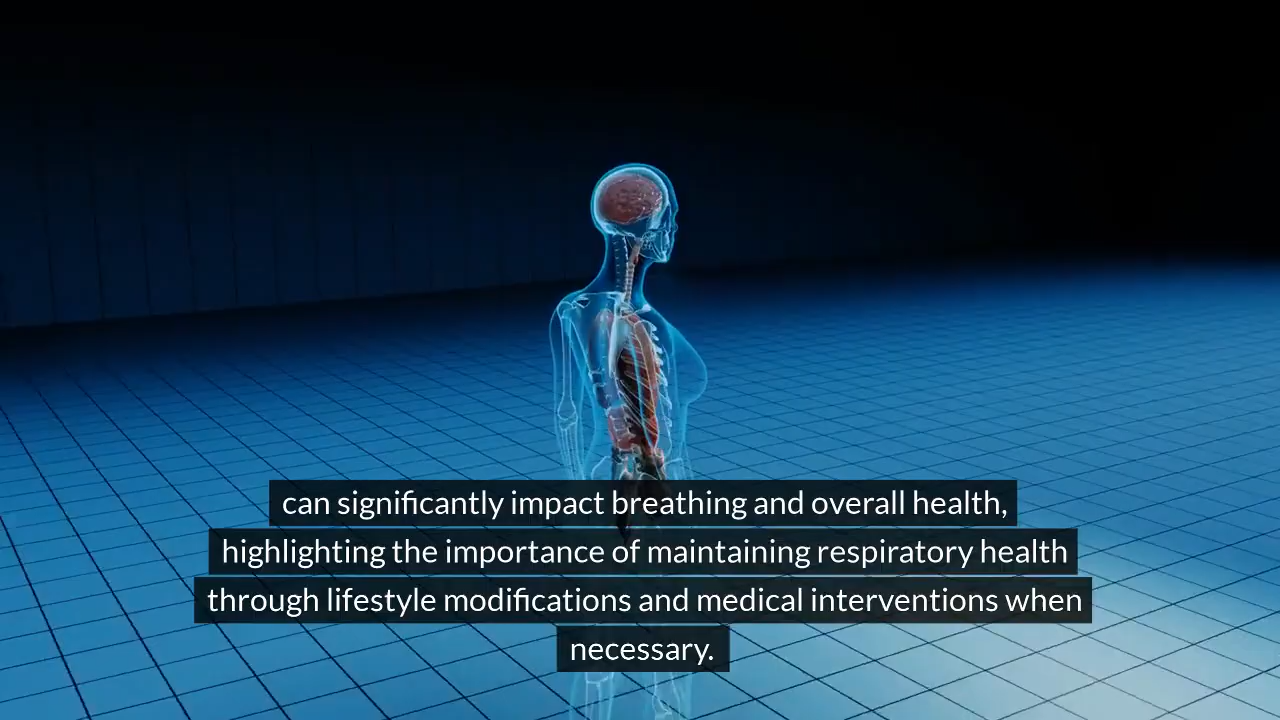 can significantly impact breathing and overall health,
highlighting the importance of maintaining respiratory health
through lifestyle modifications and medical interventions when
necessary.